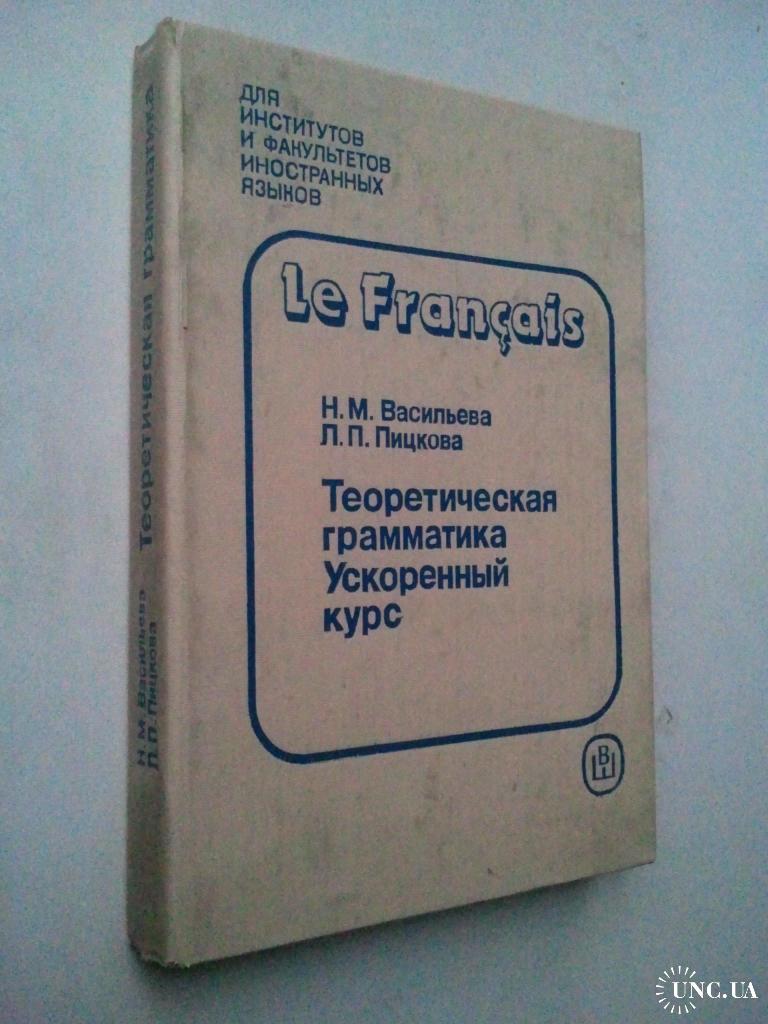 ДЛЯ
ИНСТИТУТОВ
И ФАКУЛЬТЕТОВ
ИНОСТРАННЫХ
ЯЗЫКОВ
Le Français
Н. М. Васильева
Л. П. Пицкова
Теоретическая
грамматика
Ускоренный
курс
ВШ
Н. М. Васильева
Л. П. Пицкова
Теоретическая грамматика
UNC.UA